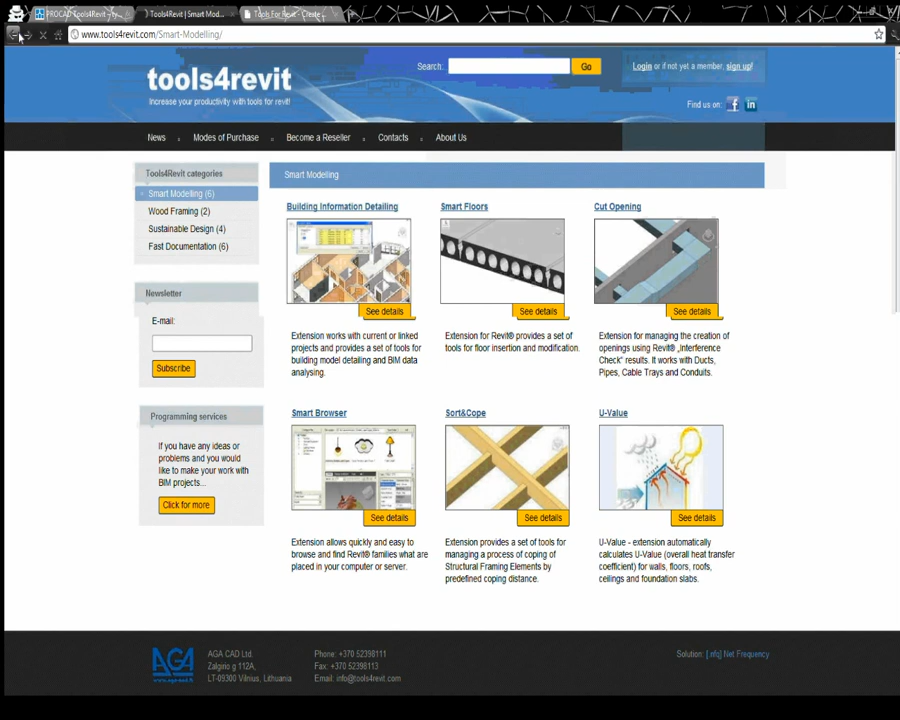 PROCAD Tools4Revit
Tools4Revit | Smart Mod...
Tools For Revit - Create
www.tools4revit.com/Smart-Modelling/
tools4revit
Increase your productivity with tools for revit!
Search:
Go
Login or if not yet a member, sign up!
Find us on:
News
Modes of Purchase
Become a Reseller
Contacts
About Us
Tools4Revit categories
Smart Modelling (6)
Wood Framing (2)
Sustainable Design (4)
Fast Documentation (6)
Newsletter
E-mail:
Subscribe
Programming services
If you have any ideas or
problems and you would
like to make your work with
BIM projects...
Click for more
Smart Modelling
Building Information Detailing
See details
Extension works with current or linked
projects and provides a set of tools for
building model detailing and BIM data
analysing.
Smart Floors
See details
Extension for Revit® provides a set of
tools for floor insertion and modification.
Cut Opening
See details
Extension for managing the creation of
openings using Revit® „Interference
Check“ results. It works with Ducts,
Pipes, Cable Trays and Conduits.
Smart Browser
See details
Extension allows quickly and easy to
browse and find Revit® families what are
placed in your computer or server.
Sort&Cope
See details
Extension provides a set of tools for
managing a process of coping of
Structural Framing Elements by
predefined coping distance.
U-Value
See details
U-Value - extension automatically
calculates U-Value (overall heat transfer
coefficient) for walls, floors, roofs,
ceilings and foundation slabs.
AGA
AGA CAD Ltd.
Zalgirio g 112A,
LT-09300 Vilnius, Lithuania
Phone: +370 52398111
Fax: +370 52398113
Email: info@tools4revit.com
Solution: [.nfq] Net Frequency